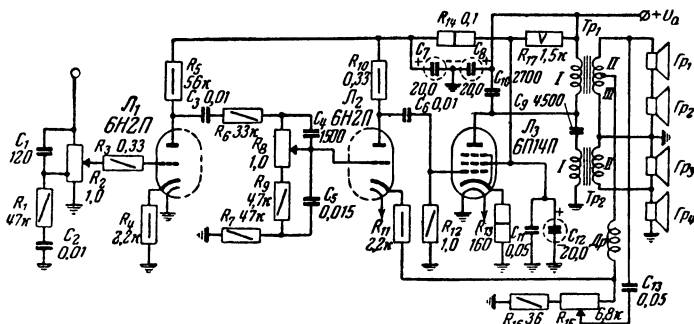 R14 0,1
Ø+Uа
Тр1
C7
20,0
C8
20,0
R17 1,5к
2700
C10
I
II
III
Гр1
Гр2
Гр3
Гр4
R5
56к
R10
0,33
Л1
6Н2П
C3 0,01
R6 33к
C4
1500
Л2
6Н2П
C6 0,01
C9 4500
Л3
6П14П
C1
120
R3 0,33
R2
1,0
R8
1,0
R9
4,7к
C5
0,015
R1
47к
C2
0,01
R4
2,2к
R7 47к
R11
2,2к
R12
1,0
R13
160
C11
0,05
C12
20,0
I
II
Тр2
Др
C13
0,05
R16 36
R15
6,8к